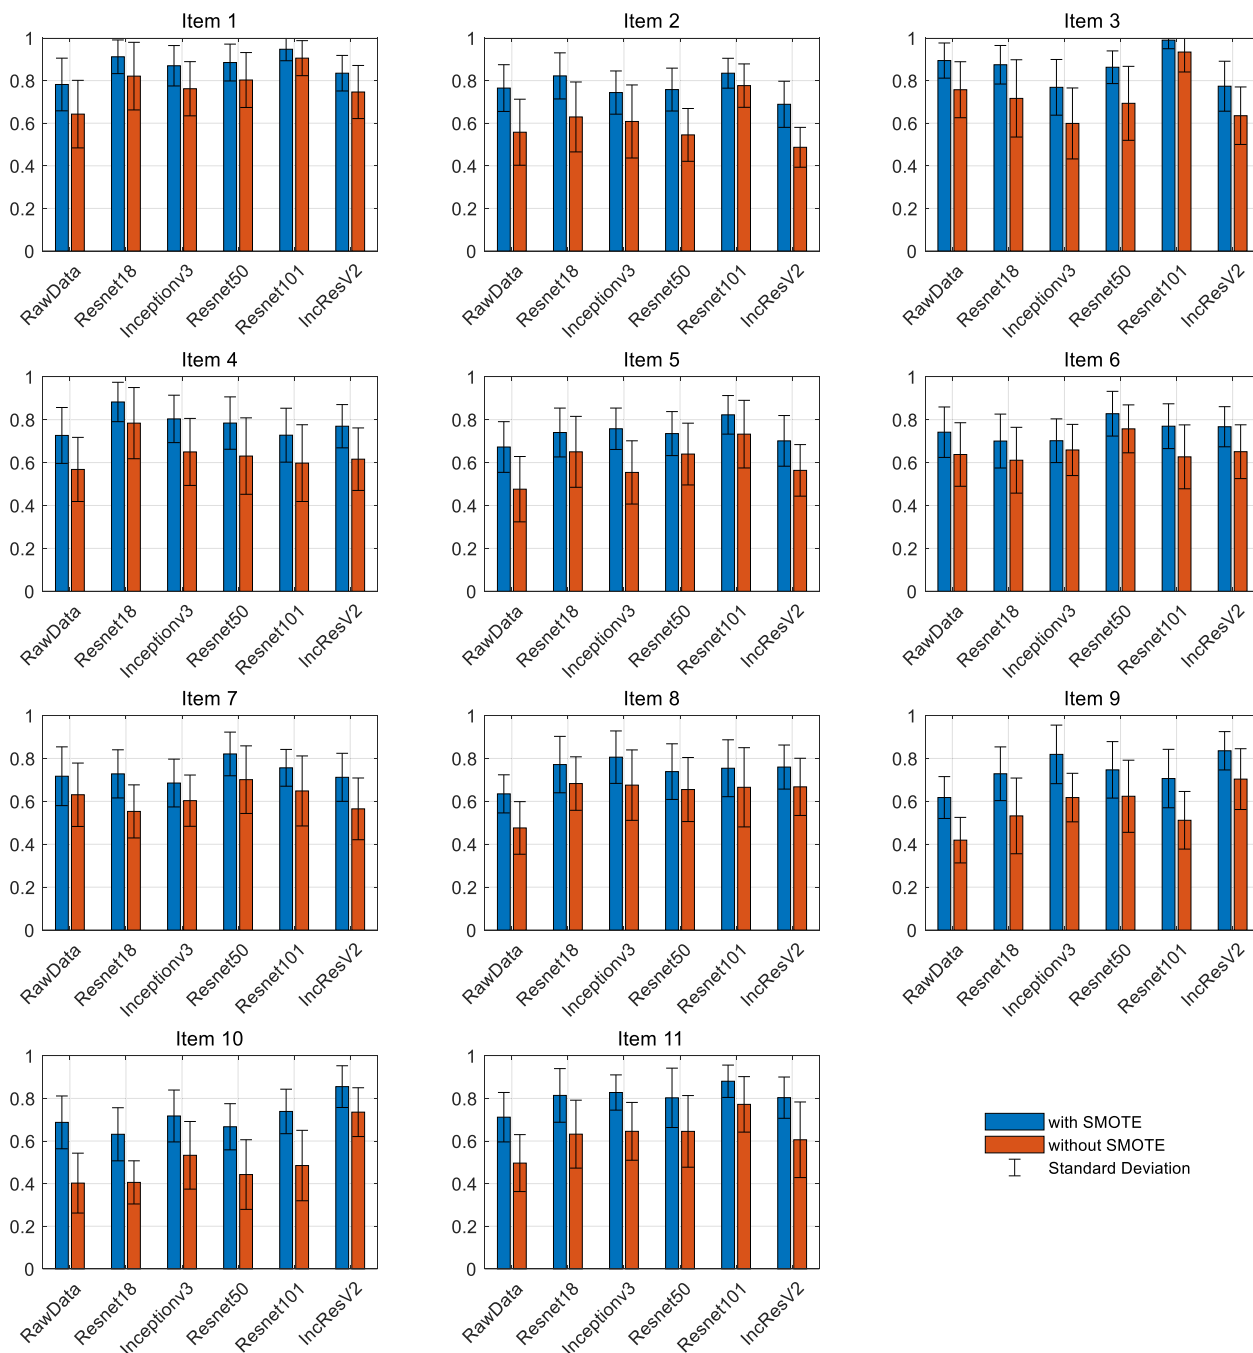 Item 1
1
0.8
0.6
0.4
0.2
0
RawData
Resnet18
Inceptionv3
Resnet50
Resnet101
IncResV2
Item 2
1
0.8
0.6
0.4
0.2
0
RawData
Resnet18
Inceptionv3
Resnet50
Resnet101
IncResV2
Item 3
1
0.8
0.6
0.4
0.2
0
RawData
Resnet18
Inceptionv3
Resnet50
Resnet101
IncResV2
Item 4
1
0.8
0.6
0.4
0.2
0
RawData
Resnet18
Inceptionv3
Resnet50
Resnet101
IncResV2
Item 5
1
0.8
0.6
0.4
0.2
0
RawData
Resnet18
Inceptionv3
Resnet50
Resnet101
IncResV2
Item 6
1
0.8
0.6
0.4
0.2
0
RawData
Resnet18
Inceptionv3
Resnet50
Resnet101
IncResV2
Item 7
1
0.8
0.6
0.4
0.2
0
RawData
Resnet18
Inceptionv3
Resnet50
Resnet101
IncResV2
Item 8
1
0.8
0.6
0.4
0.2
0
RawData
Resnet18
Inceptionv3
Resnet50
Resnet101
IncResV2
Item 9
1
0.8
0.6
0.4
0.2
0
RawData
Resnet18
Inceptionv3
Resnet50
Resnet101
IncResV2
Item 10
1
0.8
0.6
0.4
0.2
0
RawData
Resnet18
Inceptionv3
Resnet50
Resnet101
IncResV2
Item 11
1
0.8
0.6
0.4
0.2
0
RawData
Resnet18
Inceptionv3
Resnet50
Resnet101
IncResV2
with SMOTE
without SMOTE
Standard Deviation